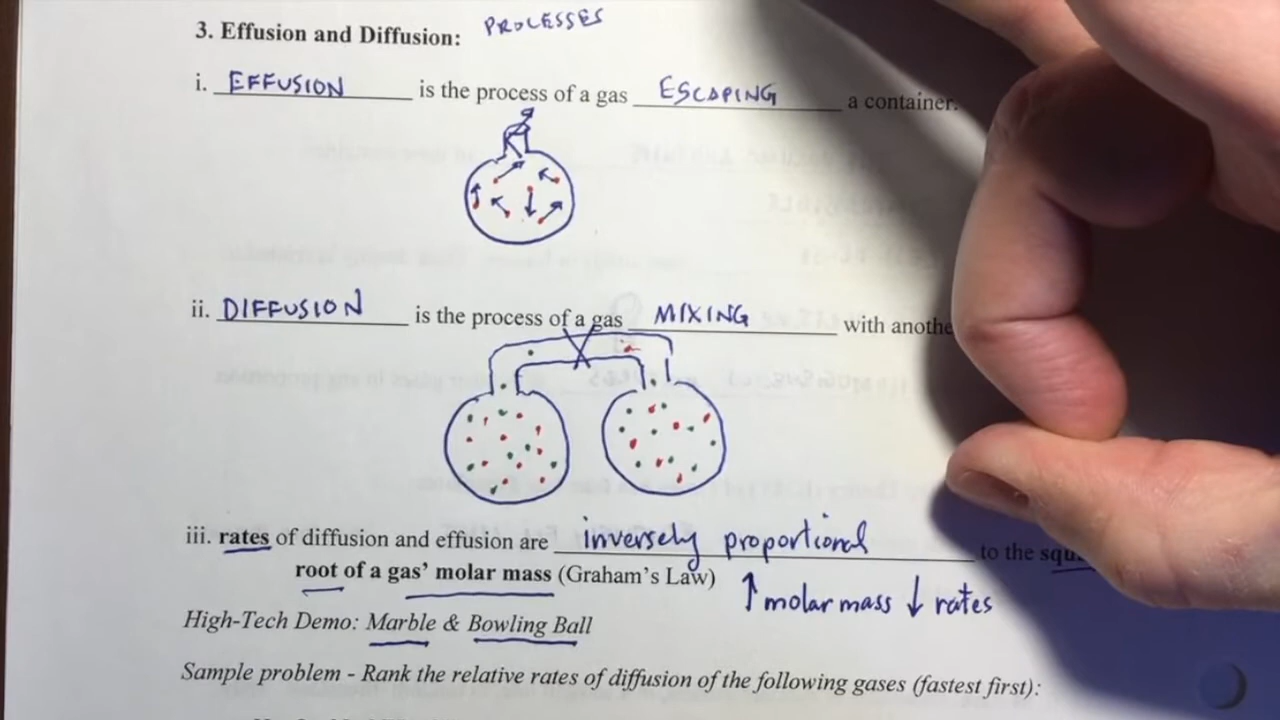 3. Effusion and Diffusion: PROCESSES
i. EFFUSION is the process of a gas ESCAPING a container.
ii. DIFFUSION is the process of a gas MIXING with
iii. rates of diffusion and effusion are inversely proportional to the
root of a gas' molar mass (Graham's Law) ↑ molar mass ↓ rates
High-Tech Demo: Marble & Bowling Ball
Sample problem - Rank the relative rates of diffusion of the following gases (fastest first):